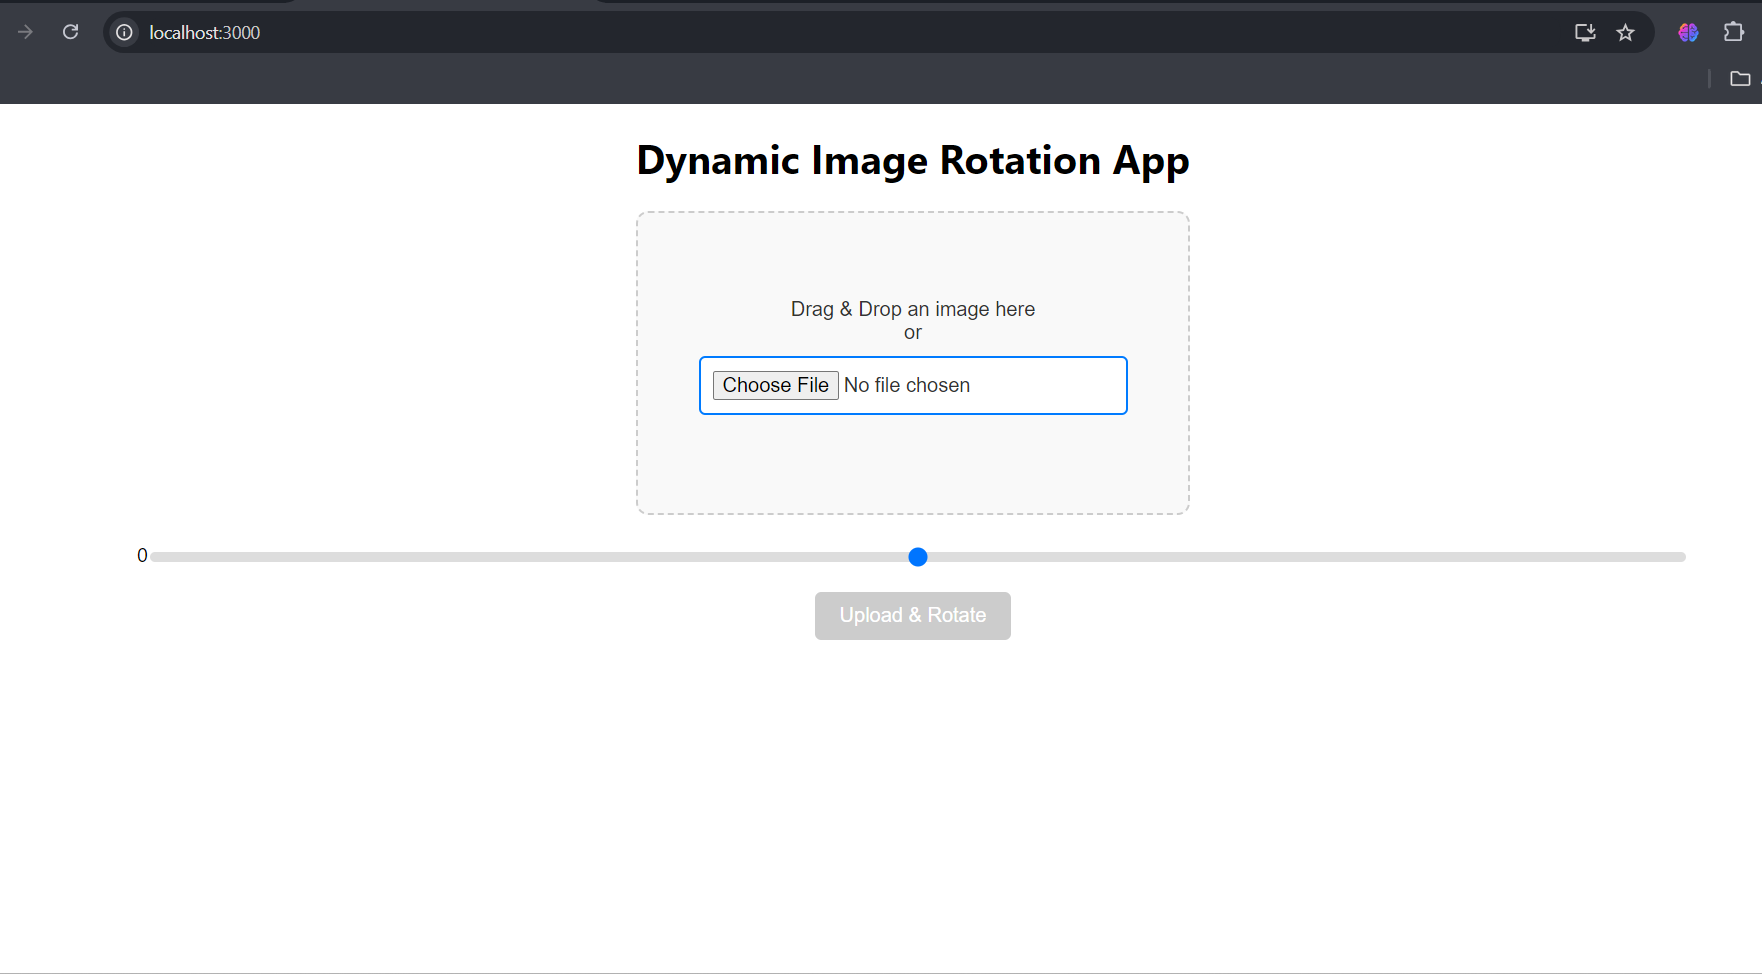 localhost:3000
Dynamic Image Rotation App
Drag & Drop an image here
or
Choose File No file chosen
0
Upload & Rotate